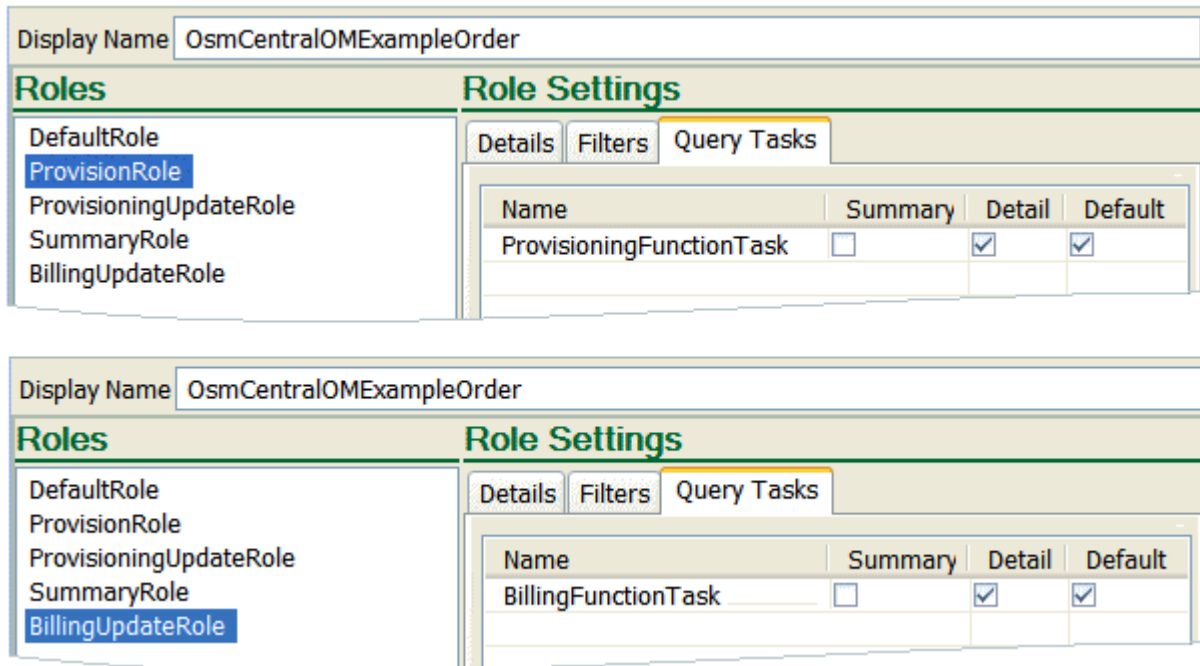 Display Name OsmCentralOMExampleOrder
Roles
Role Settings
DefaultRole
ProvisionRole
ProvisioningUpdateRole
SummaryRole
BillingUpdateRole
Details Filters Query Tasks
Name Summary Detail Default
ProvisioningFunctionTask
Display Name OsmCentralOMExampleOrder
Roles
Role Settings
DefaultRole
ProvisionRole
ProvisioningUpdateRole
SummaryRole
BillingUpdateRole
Details Filters Query Tasks
Name Summary Detail Default
BillingFunctionTask